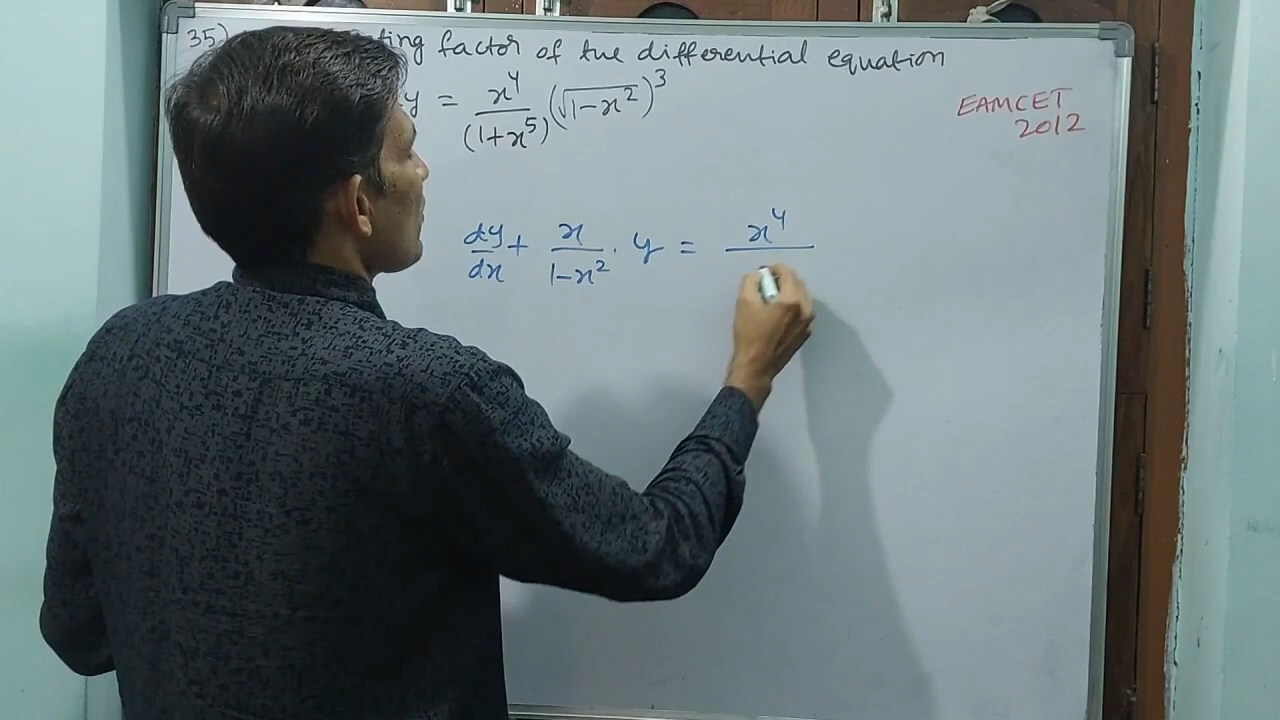 35) ting factor of the differential equation
y = x⁴/(1+x⁵) (√1-x²)³
EAMCET
2012
dy/dx + x/1-x² . y = x⁴/